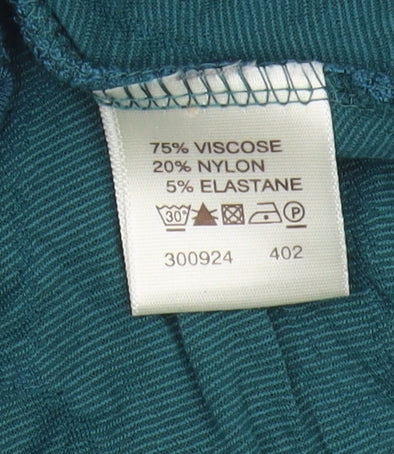 75% VISCOSE
20% NYLON
5% ELASTANE
30° P
300924 402